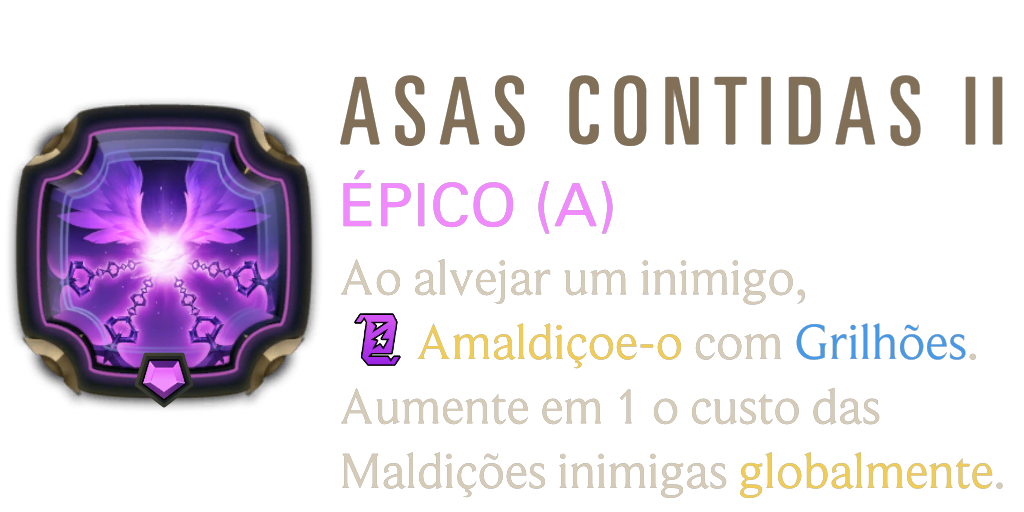 ASAS CONTIDAS II
ÉPICO (A)
Ao alvejar um inimigo,
Amaldiçoe-o com Grilhões.
Aumente em 1 o custo das
Maldições inimigas globalmente.